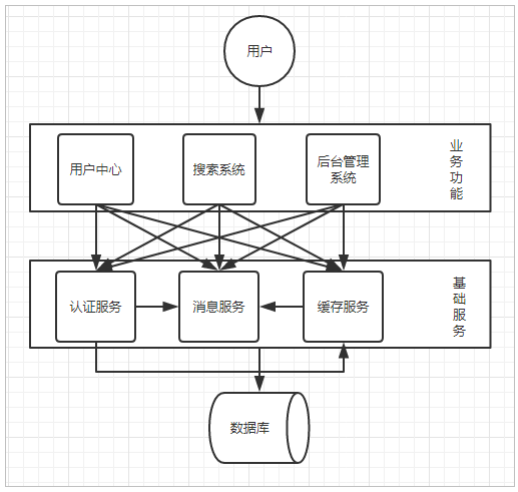 用户
用户中心
搜索系统
后台管理
系统
业
务
功
能
认证服务
消息服务
缓存服务
基
础
服
务
数据库